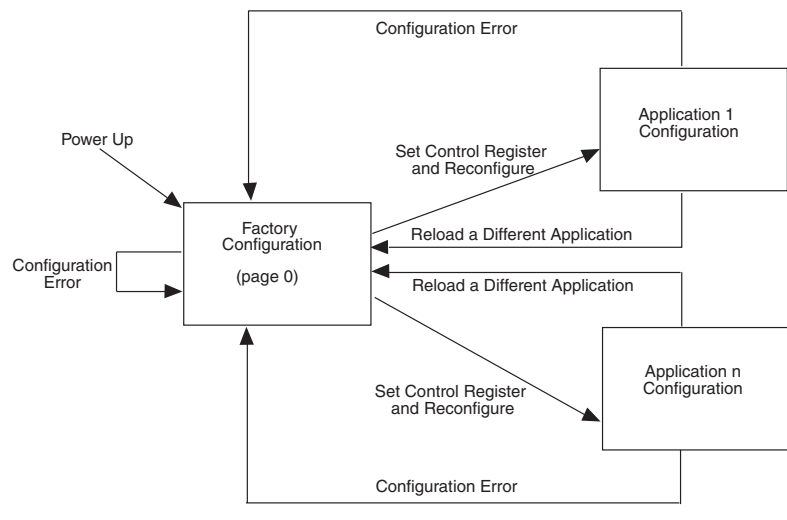 Configuration Error
Application 1
Configuration
Power Up
Set Control Register
and Reconfigure
Factory
Configuration
(page 0)
Reload a Different Application
Configuration
Error
Reload a Different Application
Application n
Configuration
Set Control Register
and Reconfigure
Configuration Error